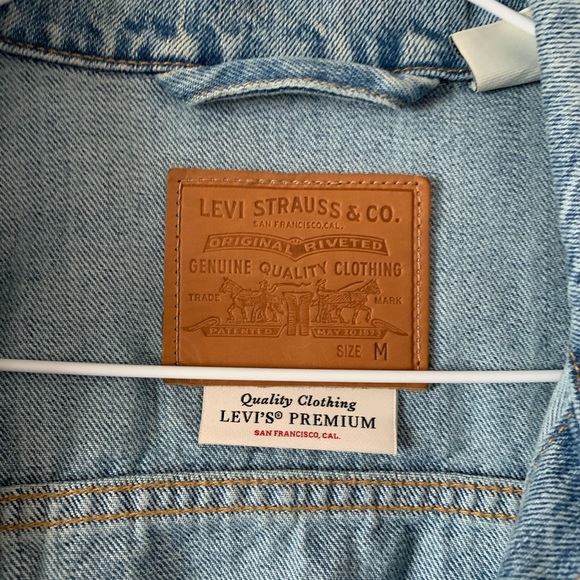 LEVI STRAUSS & CO.
SAN FRANCISCO, CAL.
ORIGINAL RIVETED
GENUINE QUALITY CLOTHING
TRADE MARK
PATENTED MAY 20 1873
SIZE M
Quality Clothing
LEVI'S® PREMIUM
SAN FRANCISCO, CAL.